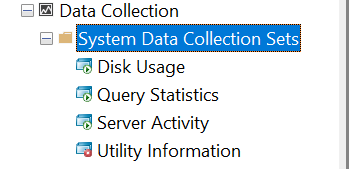 Data Collection
System Data Collection Sets
Disk Usage
Query Statistics
Server Activity
Utility Information